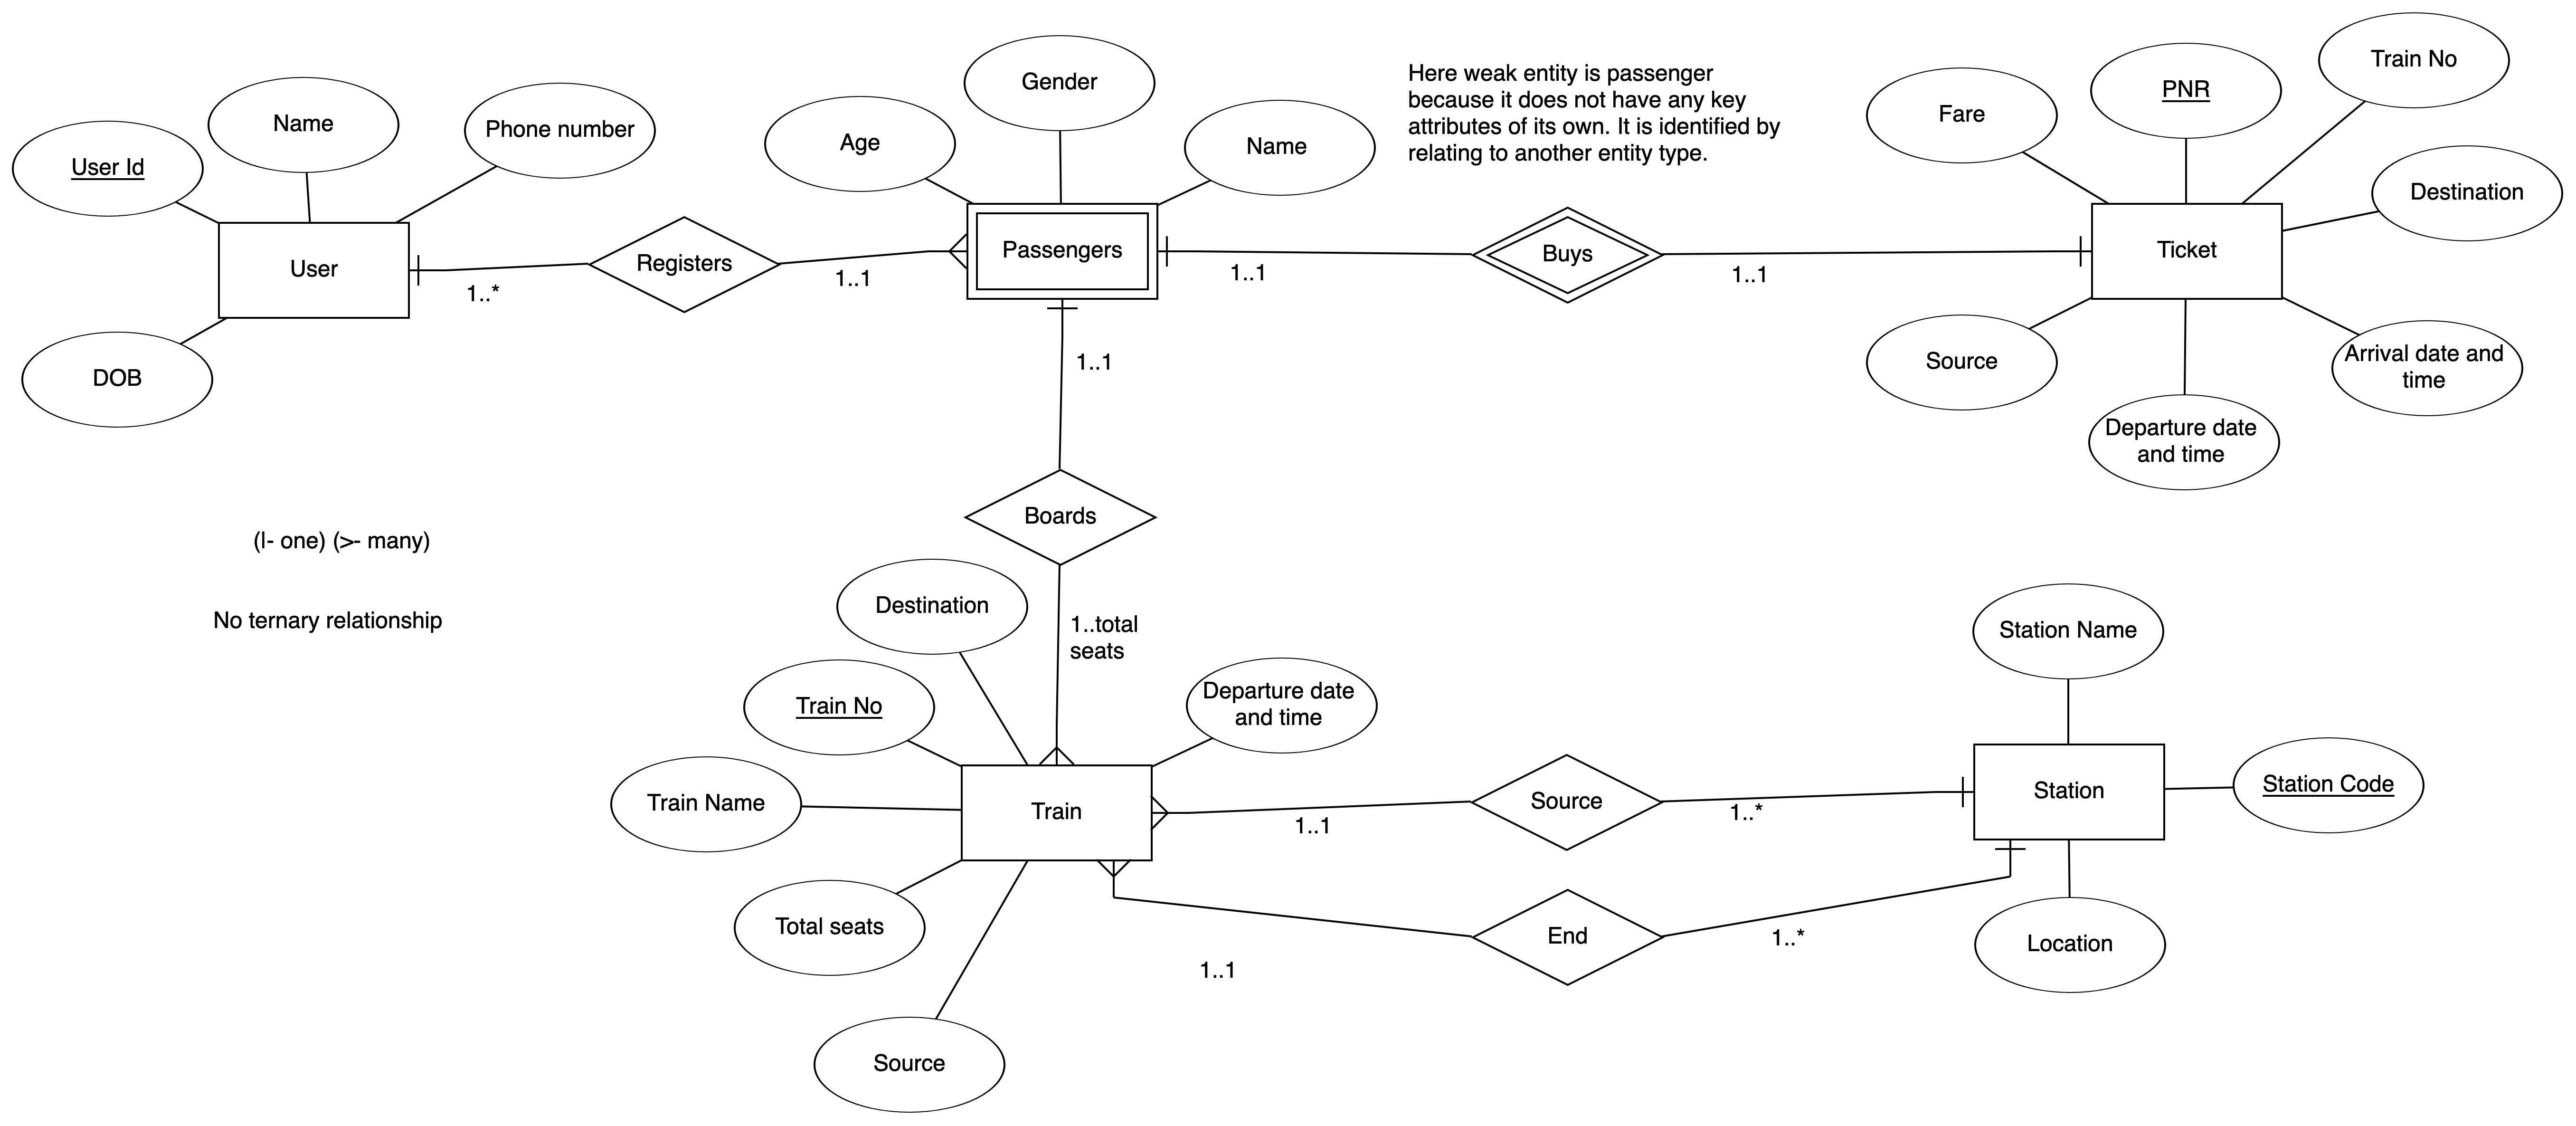 User Id
Name
Phone number
User
DOB
Registers
1..*
1..1
Age
Gender
Name
Passengers
Here weak entity is passenger
because it does not have any key
attributes of its own. It is identified by
relating to another entity type.
1..1
Buys
1..1
Fare
PNR
Train No
Destination
Ticket
Source
Departure date
and time
Arrival date and
time
1..1
Boards
1..total
seats
(l- one) (>- many)
No ternary relationship
Destination
Train No
Train Name
Total seats
Source
Departure date
and time
Train
1..1
Source
1..*
1..1
End
1..*
Station Name
Station
Station Code
Location